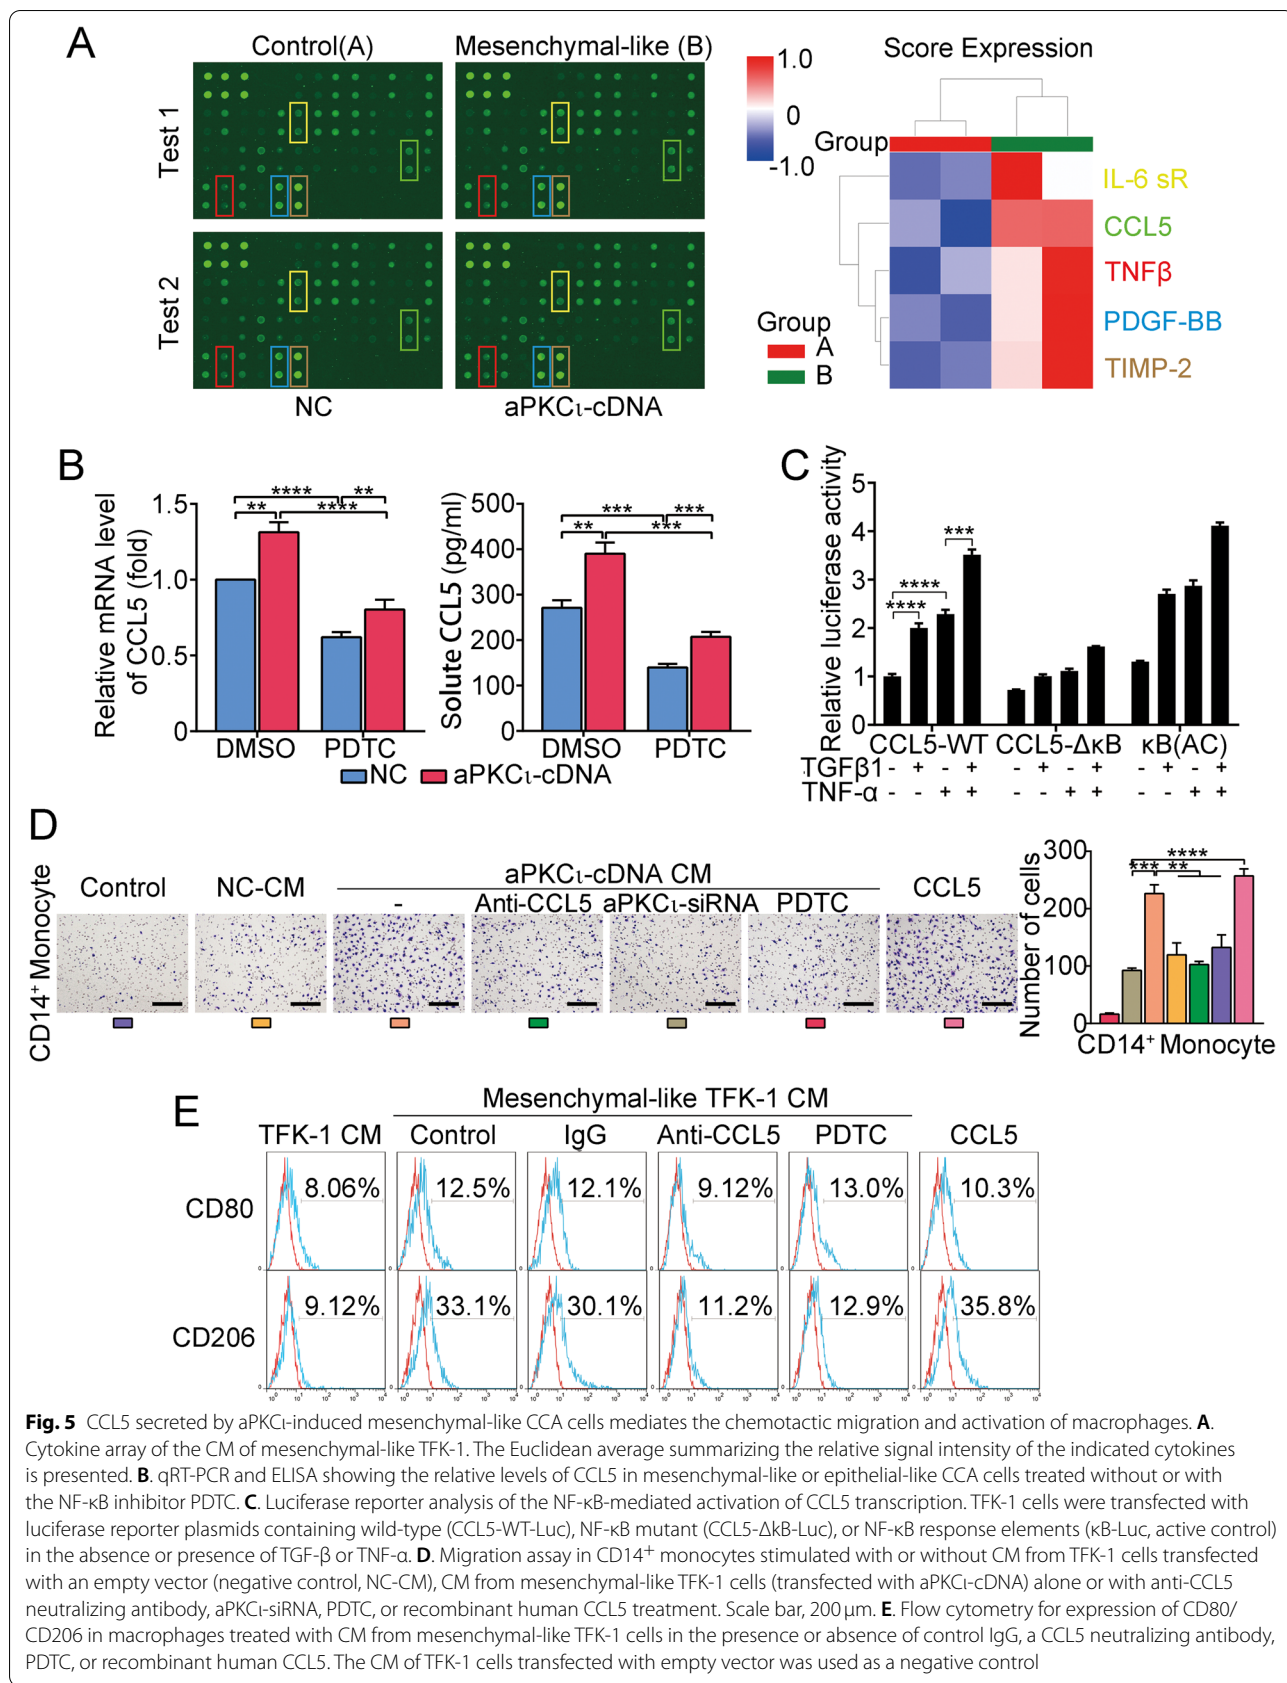 A
Control(A)
Mesenchymal-like (B)
Test 1
Test 2
NC
aPKCι-cDNA
1.0
0
-1.0
Score Expression
Group
IL-6 sR
CCL5
TNFβ
PDGF-BB
TIMP-2
Group
A
B
B
Relative mRNA level
of CCL5 (fold)
1.5
1.0
0.5
0
**** **
** ****
DMSO PDTC
Solute CCL5 (pg/ml)
500
400
300
200
100
0
*** ***
** ***
DMSO PDTC
NC aPKCι-cDNA
C
Relative luciferase activity
5
4
3
2
1
0
***
****
****
CCL5-WT CCL5-ΔκB κB(AC)
TGFβ1 - + - + - + - + - + - +
TNF-α - - + + - - + + - - + +
D
CD14+ Monocyte
Control
NC-CM
aPKCι-cDNA CM
- Anti-CCL5 aPKCι-siRNA PDTC
CCL5
Number of cells
300
200
100
0
****
*** **
CD14+ Monocyte
E
Mesenchymal-like TFK-1 CM
TFK-1 CM Control IgG Anti-CCL5 PDTC CCL5
CD80
8.06% 12.5% 12.1% 9.12% 13.0% 10.3%
CD206
9.12% 33.1% 30.1% 11.2% 12.9% 35.8%
Fig. 5 CCL5 secreted by aPKCι-induced mesenchymal-like CCA cells mediates the chemotactic migration and activation of macrophages. A.
Cytokine array of the CM of mesenchymal-like TFK-1. The Euclidean average summarizing the relative signal intensity of the indicated cytokines
is presented. B. qRT-PCR and ELISA showing the relative levels of CCL5 in mesenchymal-like or epithelial-like CCA cells treated without or with
the NF-κB inhibitor PDTC. C. Luciferase reporter analysis of the NF-κB-mediated activation of CCL5 transcription. TFK-1 cells were transfected with
luciferase reporter plasmids containing wild-type (CCL5-WT-Luc), NF-κB mutant (CCL5-ΔkB-Luc), or NF-κB response elements (κB-Luc, active control)
in the absence or presence of TGF-β or TNF-α. D. Migration assay in CD14+ monocytes stimulated with or without CM from TFK-1 cells transfected
with an empty vector (negative control, NC-CM), CM from mesenchymal-like TFK-1 cells (transfected with aPKCι-cDNA) alone or with anti-CCL5
neutralizing antibody, aPKCι-siRNA, PDTC, or recombinant human CCL5 treatment. Scale bar, 200 μm. E. Flow cytometry for expression of CD80/
CD206 in macrophages treated with CM from mesenchymal-like TFK-1 cells in the presence or absence of control IgG, a CCL5 neutralizing antibody,
PDTC, or recombinant human CCL5. The CM of TFK-1 cells transfected with empty vector was used as a negative control